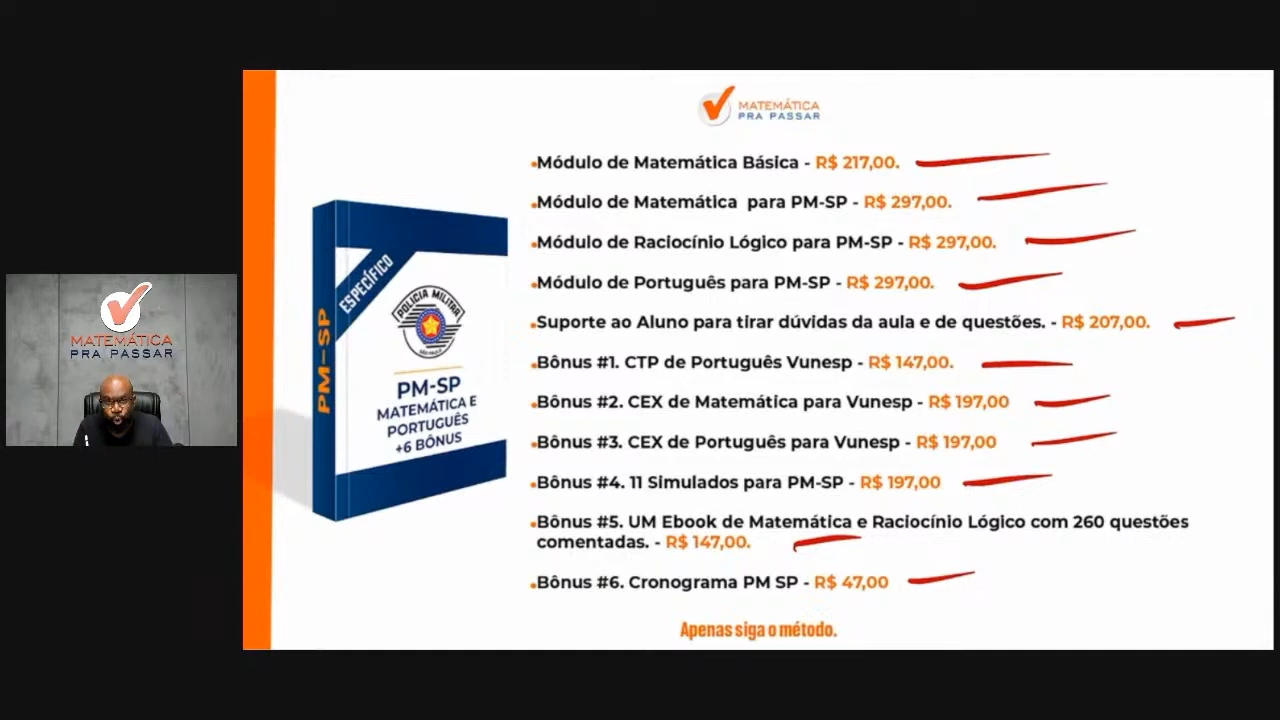 MATEMÁTICA
PRA PASSAR
•Módulo de Matemática Básica - R$ 217,00.
•Módulo de Matemática para PM-SP - R$ 297,00.
•Módulo de Raciocínio Lógico para PM-SP - R$ 297,00.
•Módulo de Português para PM-SP - R$ 297,00.
•Suporte ao Aluno para tirar dúvidas da aula e de questões. - R$ 207,00.
•Bônus #1. CTP de Português Vunesp - R$ 147,00.
•Bônus #2. CEX de Matemática para Vunesp - R$ 197,00
•Bônus #3. CEX de Português para Vunesp - R$ 197,00
•Bônus #4. 11 Simulados para PM-SP - R$ 197,00
•Bônus #5. UM Ebook de Matemática e Raciocínio Lógico com 260 questões
comentadas. - R$ 147,00.
•Bônus #6. Cronograma PM SP - R$ 47,00
Apenas siga o método.
PM-SP
ESPECÍFICO
POLÍCIA MILITAR
SÃO PAULO
PM-SP
MATEMÁTICA E
PORTUGUÊS
+6 BÔNUS
MATEMÁTICA
PRA PASSAR